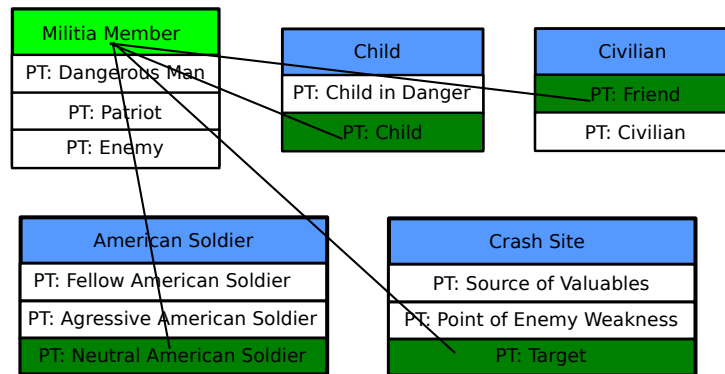 Militia Member
PT: Dangerous Man
PT: Patriot
PT: Enemy
Child
PT: Child in Danger
PT: Child
Civilian
PT: Friend
PT: Civilian
American Soldier
PT: Fellow American Soldier
PT: Agressive American Soldier
PT: Neutral American Soldier
Crash Site
PT: Source of Valuables
PT: Point of Enemy Weakness
PT: Target